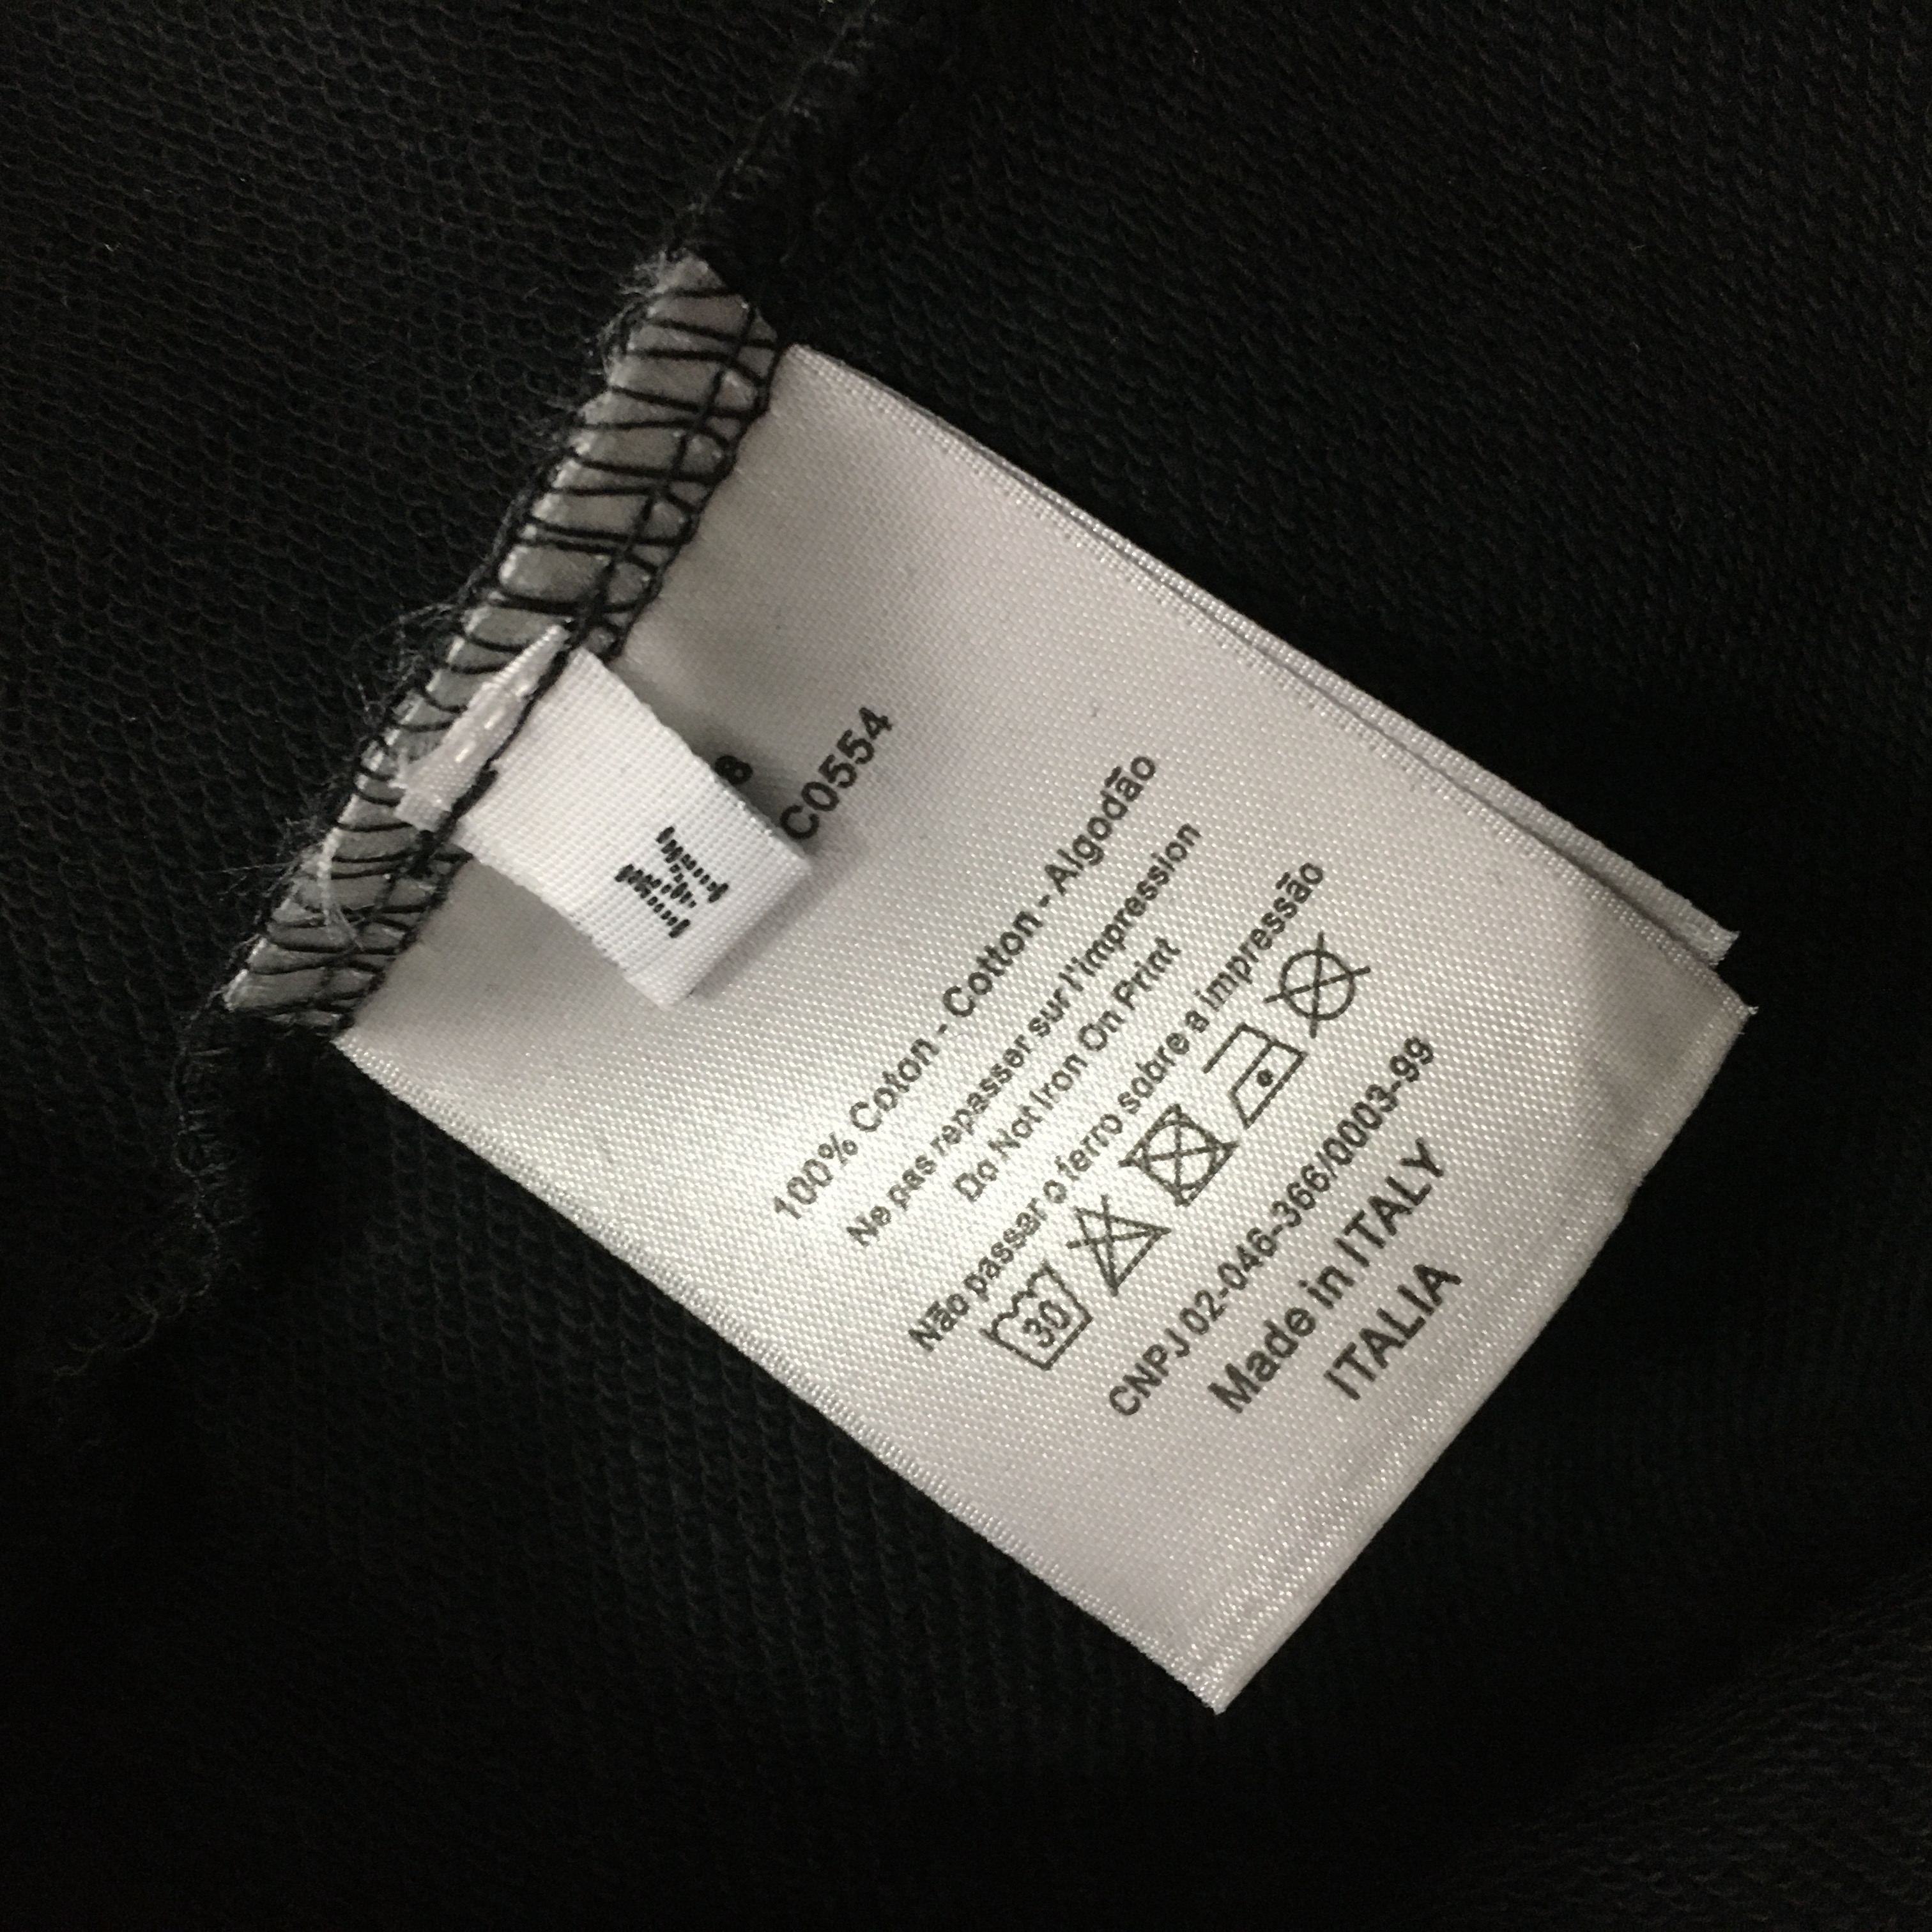 M
8
C0554
100% Coton - Cotton - Algodão
Ne pas repasser sur l'impression
Do Not Iron On Print
Não passar o ferro sobre a impressão
30
CNPJ 02-046-366/0003-99
Made in ITALY
ITALIA